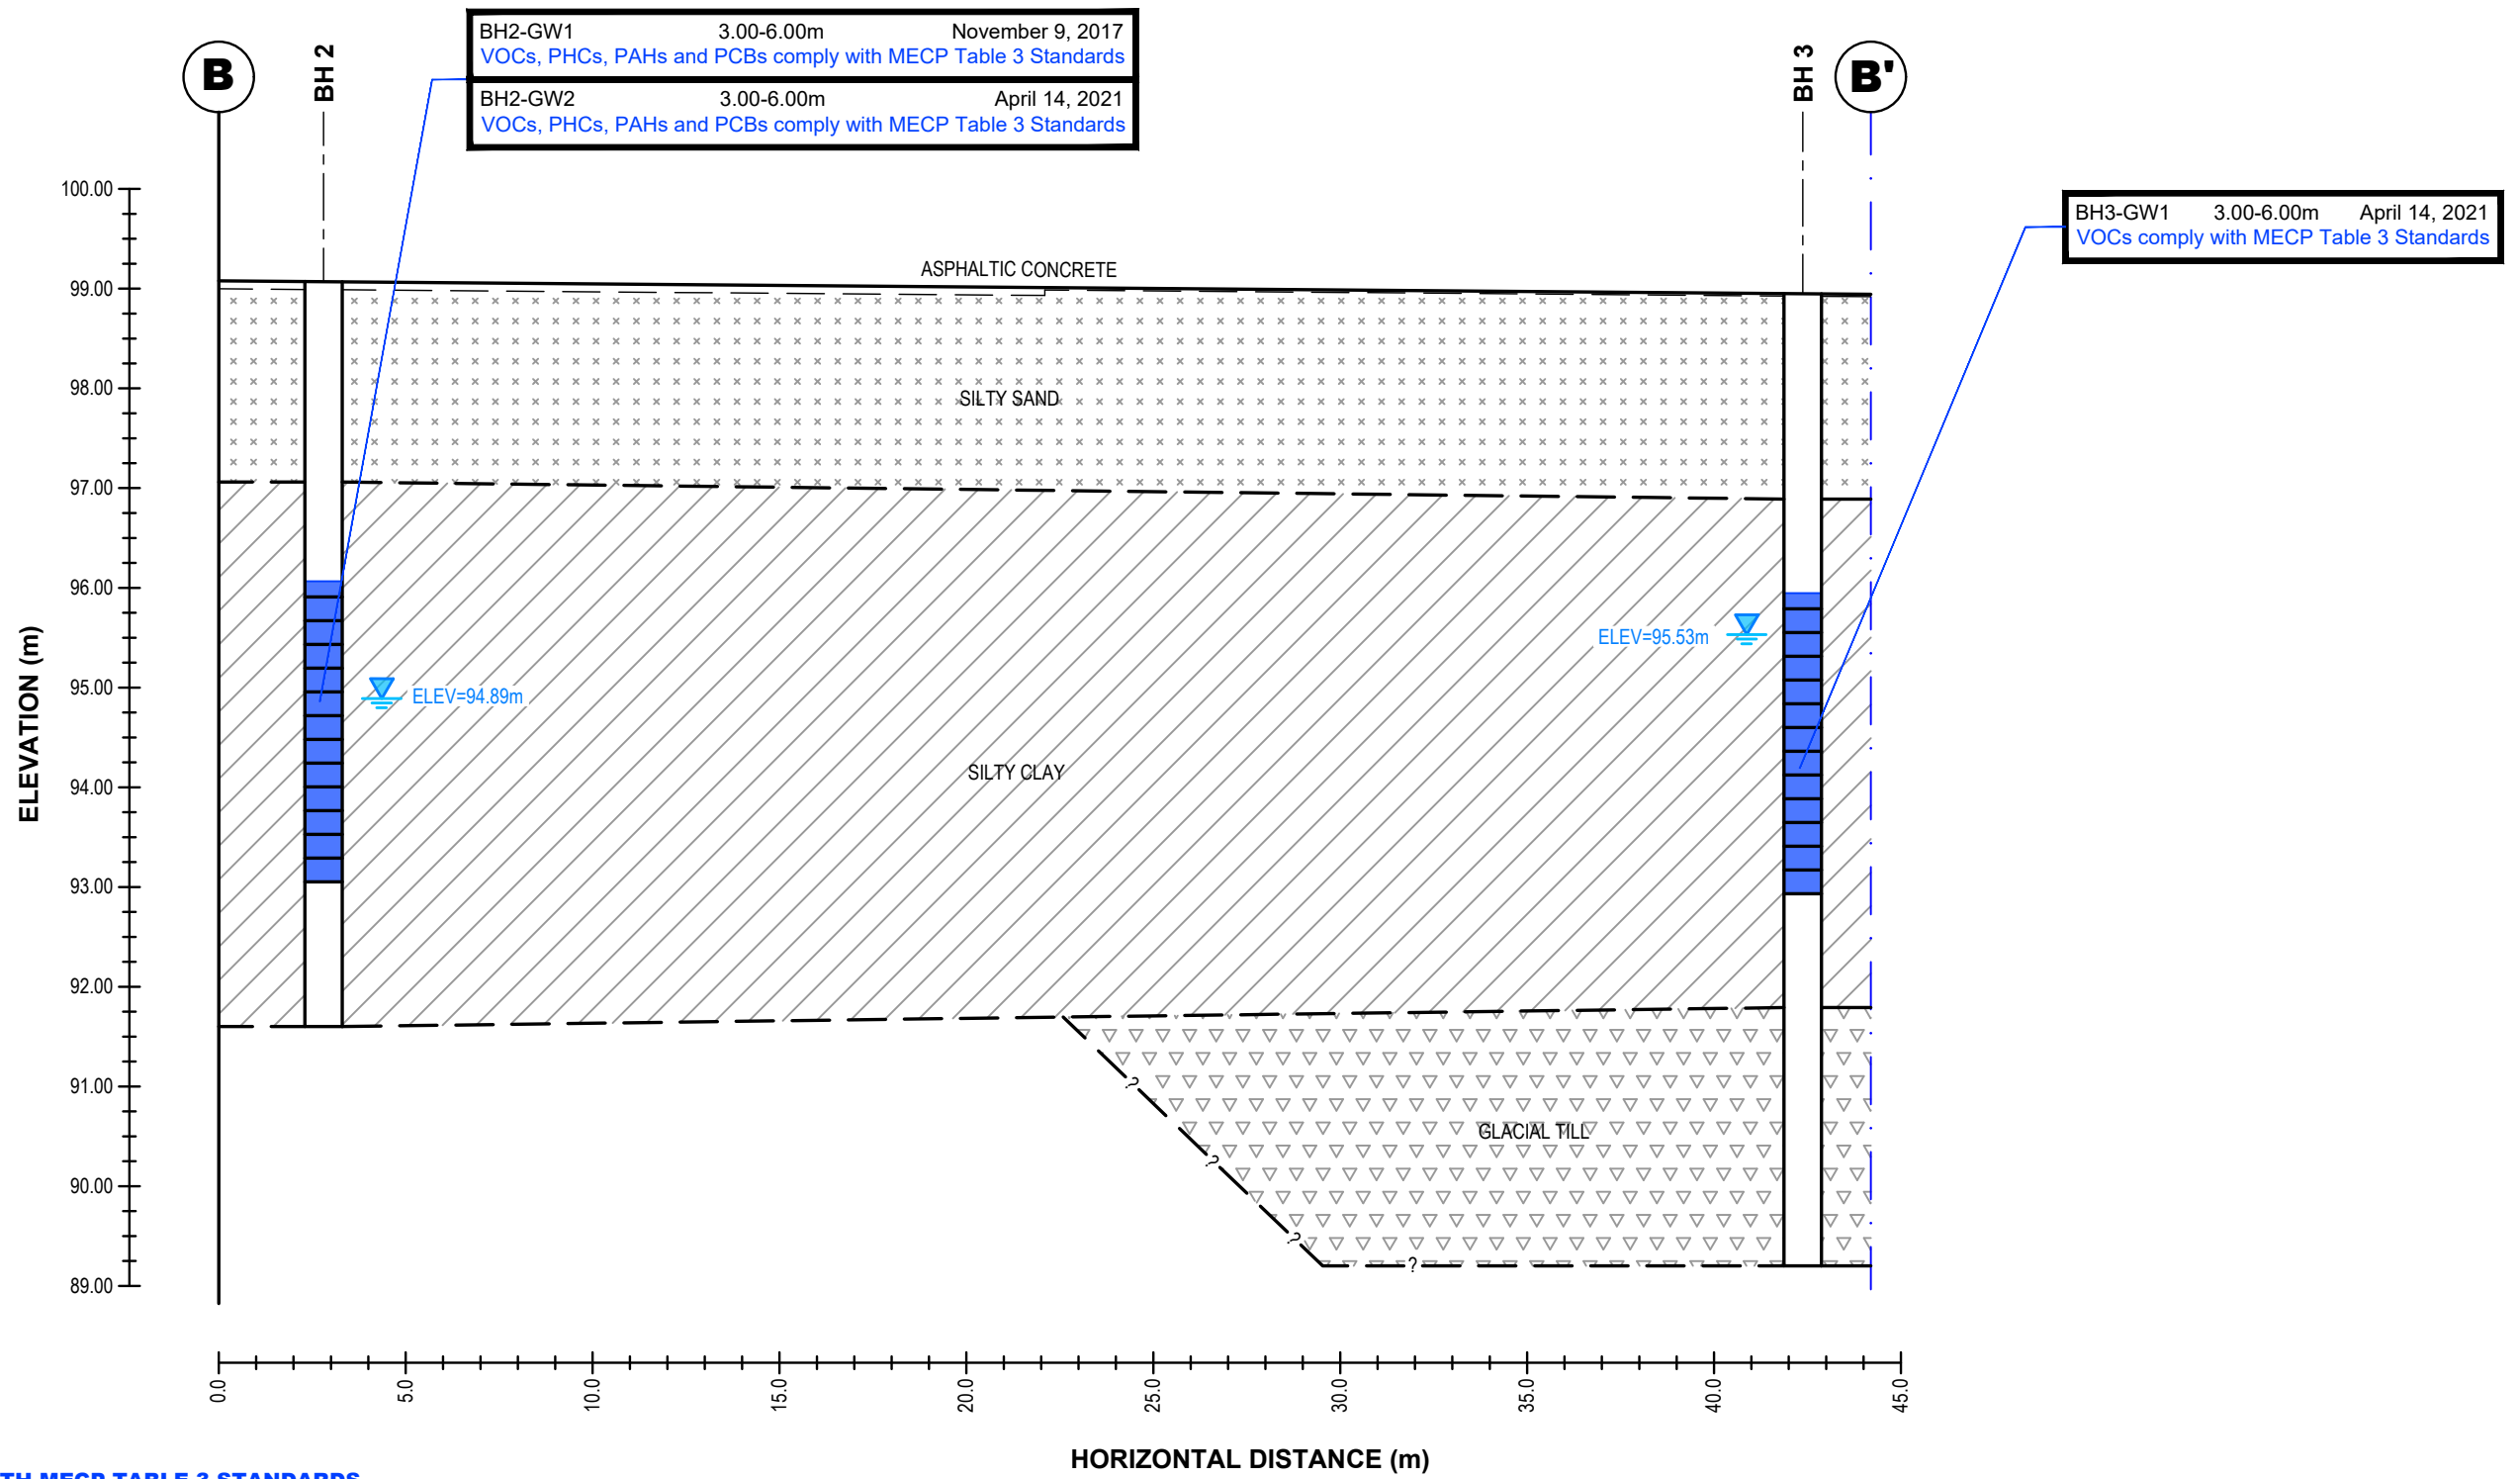 BH2-GW1 3.00-6.00m November 9, 2017
VOCs, PHCs, PAHs and PCBs comply with MECP Table 3 Standards
BH2-GW2 3.00-6.00m April 14, 2021
VOCs, PHCs, PAHs and PCBs comply with MECP Table 3 Standards
B
BH 2
BH 3
B'
BH3-GW1 3.00-6.00m April 14, 2021
VOCs comply with MECP Table 3 Standards
100.00
99.00
98.00
97.00
96.00
95.00
94.00
93.00
92.00
91.00
90.00
89.00
ELEVATION (m)
ASPHALTIC CONCRETE
SILTY SAND
ELEV=95.53m
ELEV=94.89m
SILTY CLAY
GLACIAL TILL
?
?
?
?
0.0
5.0
10.0
15.0
20.0
25.0
30.0
35.0
40.0
45.0
HORIZONTAL DISTANCE (m)
TH MECP TABLE 3 STANDARDS